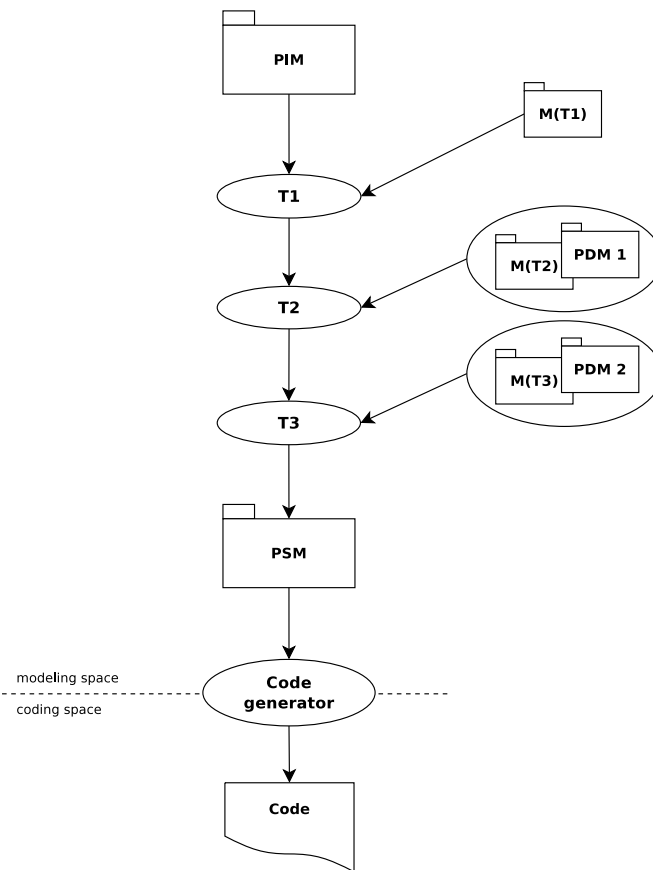 PIM
M(T1)
T1
PDM 1
M(T2)
T2
PDM 2
M(T3)
T3
PSM
modeling space
Code
generator
coding space
Code